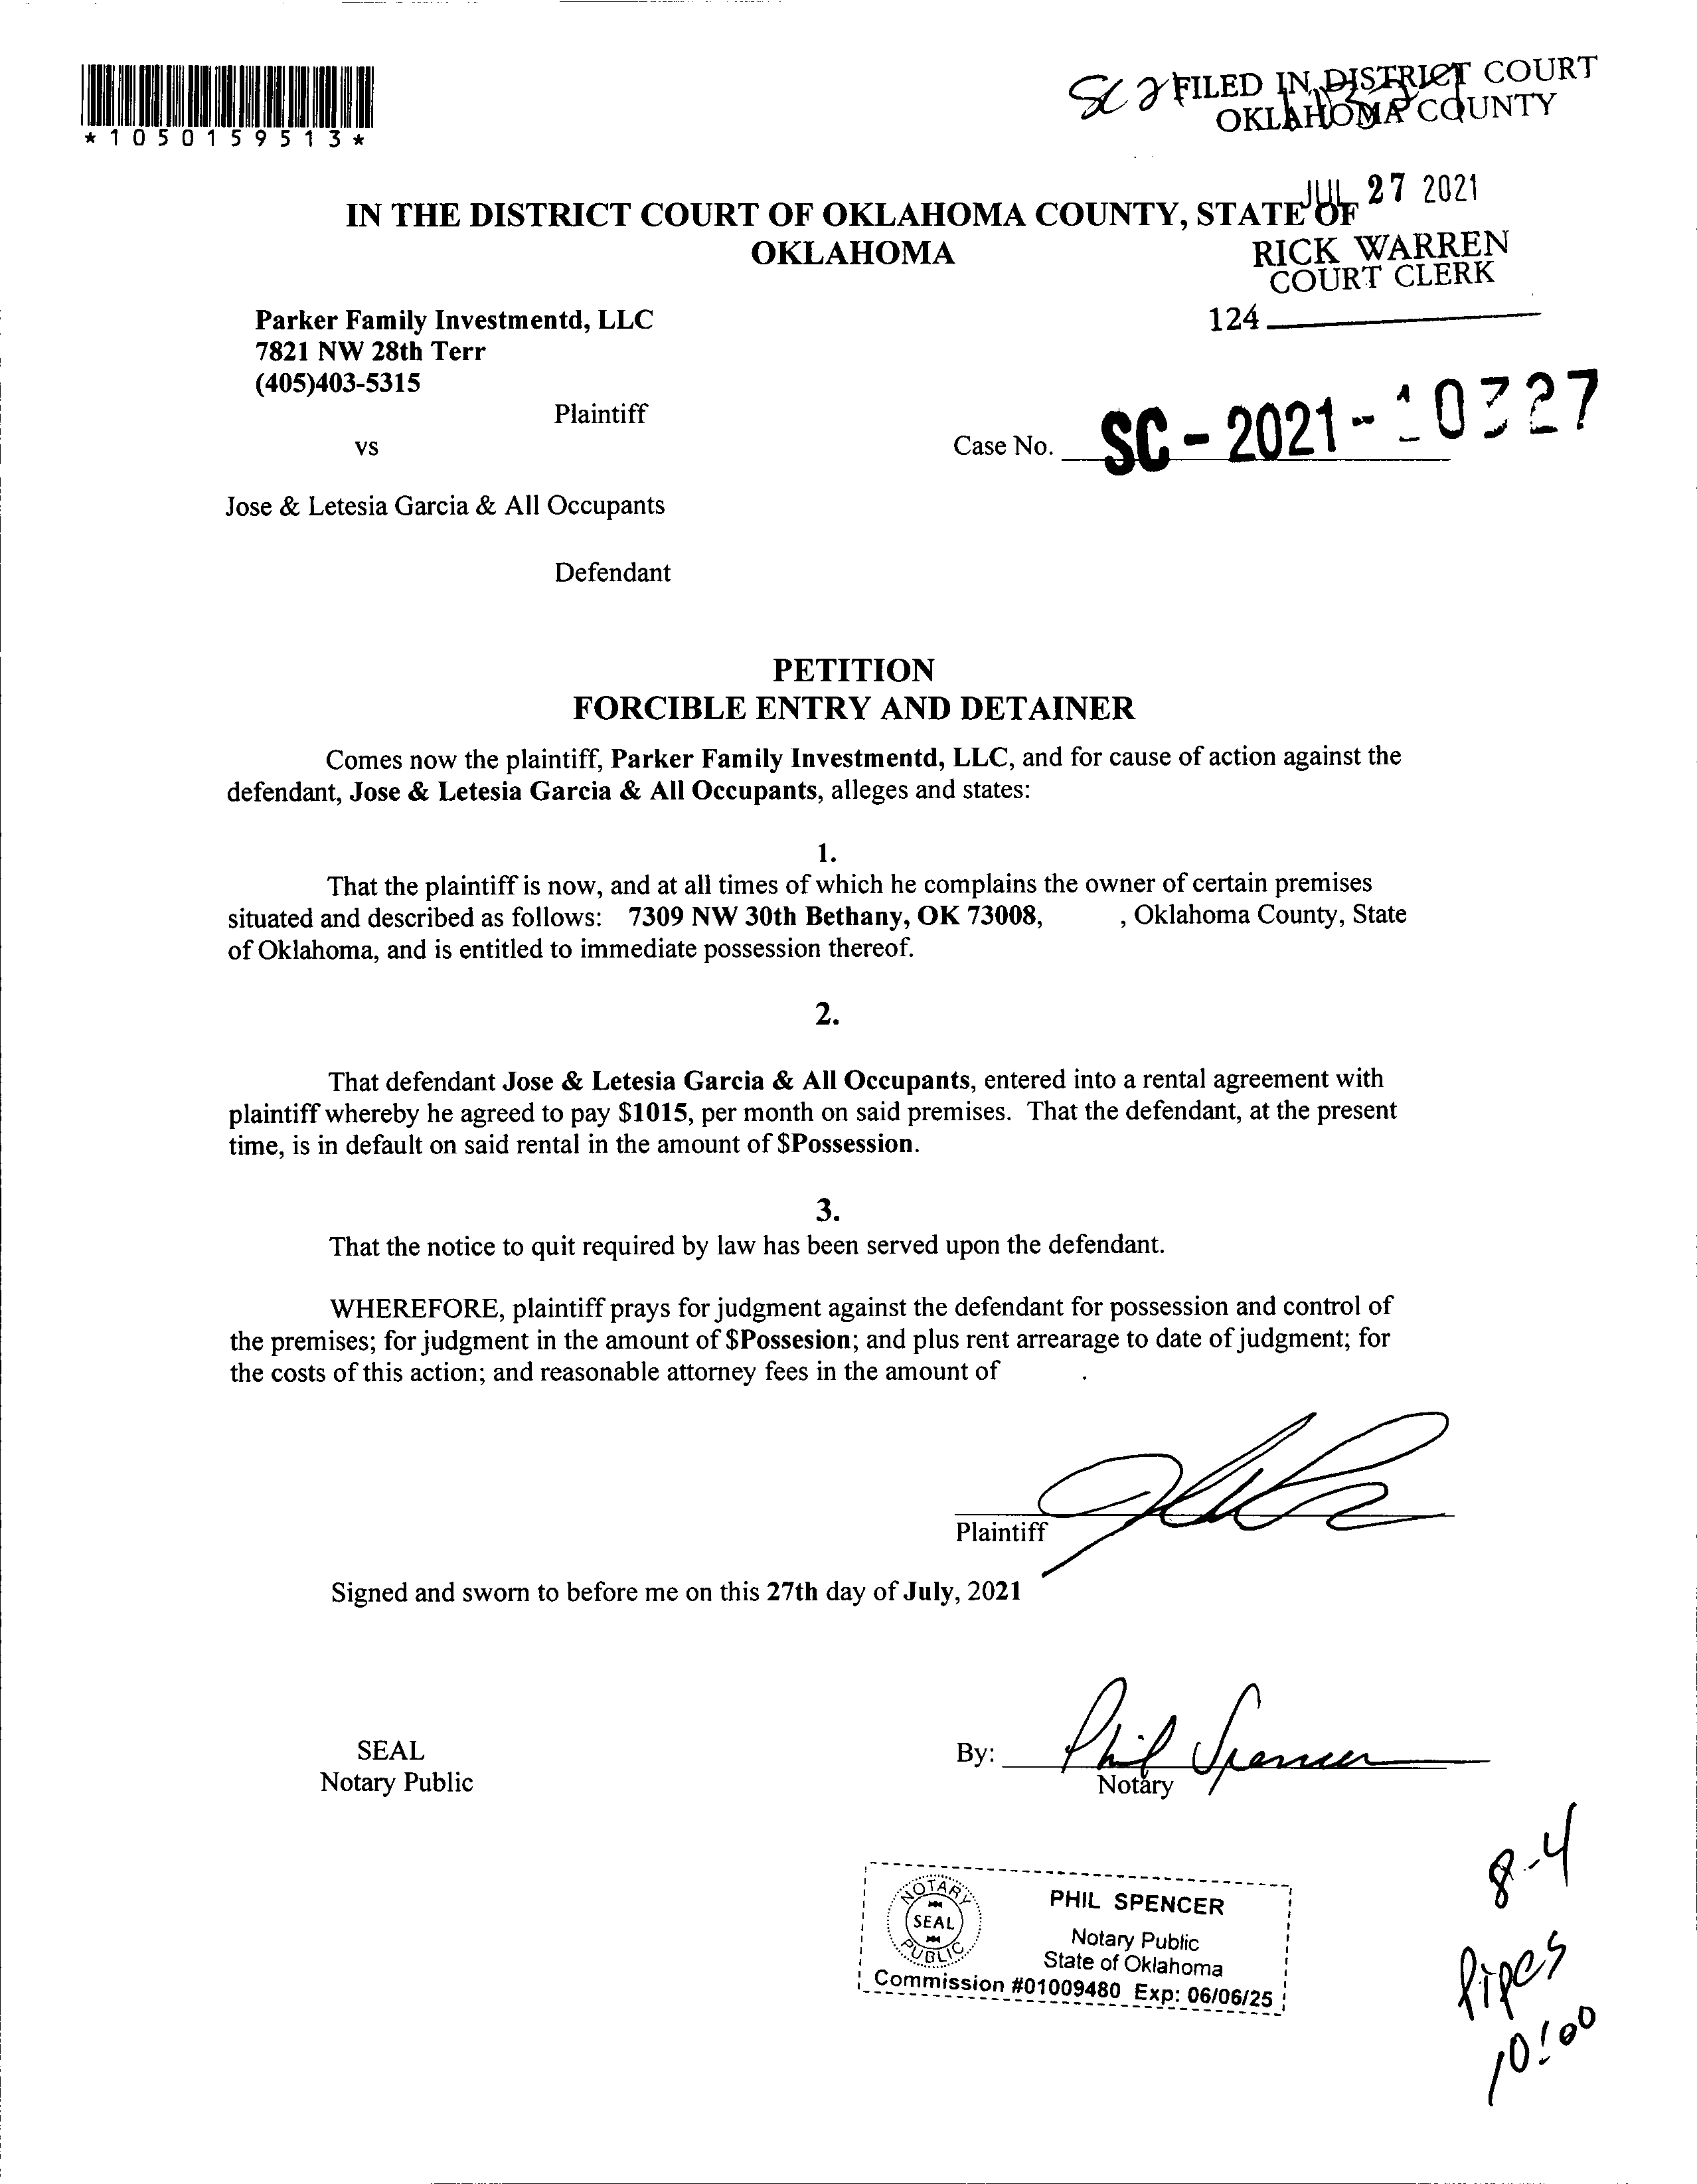 *1050159513*
FILED IN DISTRICT COURT
OKLAHOMA COUNTY
JUL 27 2021
RICK WARREN
COURT CLERK
124
IN THE DISTRICT COURT OF OKLAHOMA COUNTY, STATE OF
OKLAHOMA
Parker Family Investmentd, LLC
7821 NW 28th Terr
(405)403-5315
Plaintiff
vs
Case No. SC - 2021 - 10327
Jose & Letesia Garcia & All Occupants
Defendant
PETITION
FORCIBLE ENTRY AND DETAINER
Comes now the plaintiff, Parker Family Investmentd, LLC, and for cause of action against the
defendant, Jose & Letesia Garcia & All Occupants, alleges and states:
1.
That the plaintiff is now, and at all times of which he complains the owner of certain premises
situated and described as follows: 7309 NW 30th Bethany, OK 73008, , Oklahoma County, State
of Oklahoma, and is entitled to immediate possession thereof.
2.
That defendant Jose & Letesia Garcia & All Occupants, entered into a rental agreement with
plaintiff whereby he agreed to pay $1015, per month on said premises. That the defendant, at the present
time, is in default on said rental in the amount of $Possession.
3.
That the notice to quit required by law has been served upon the defendant.
WHEREFORE, plaintiff prays for judgment against the defendant for possession and control of
the premises; for judgment in the amount of $Possesion; and plus rent arrearage to date of judgment; for
the costs of this action; and reasonable attorney fees in the amount of .
Plaintiff
Signed and sworn to before me on this 27th day of July, 2021
SEAL
Notary Public
By: Phil Spencer
Notary
NOTARY
SEAL
PUBLIC
PHIL SPENCER
Notary Public
State of Oklahoma
Commission #01009480 Exp: 06/06/25
8-4
Pipes
10:00